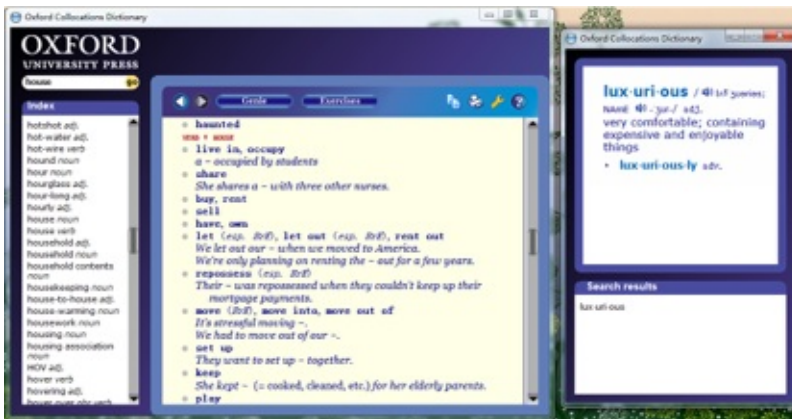 Oxford Collocations Dictionary
OXFORD
UNIVERSITY PRESS
house
go
Index
hotshot adj.
hot-water adj.
hot-wire verb
hound noun
hour noun
hourglass adj.
hour-long adj.
hourly adj.
house noun
house verb
household adj.
household noun
household contents
noun
housekeeping noun
house-to-house adj.
house-warming noun
housework noun
housing noun
housing association
noun
HOV adj.
hover verb
hovering adj.
Genie
Exercises
haunted
VERB + HOUSE
live in, occupy
a ~ occupied by students
share
She shares a ~ with three other nurses.
buy, rent
sell
have, own
let (esp. BrE), let out (esp. BrE), rent out
We let out our ~ when we moved to America.
We're only planning on renting the ~ out for a few years.
repossess (esp. BrE)
Their ~ was repossessed when they couldn't keep up their
mortgage payments.
move (BrE), move into, move out of
It's stressful moving ~.
We had to move out of our ~.
set up
They want to set up ~ together.
keep
She kept ~ (= cooked, cleaned, etc.) for her elderly parents.
play
Oxford Collocations Dictionary
lux·uri·ous /
NAmE
adj.
very comfortable; containing
expensive and enjoyable
things
lux·uri·ous·ly adv.
Search results
lux·uri·ous